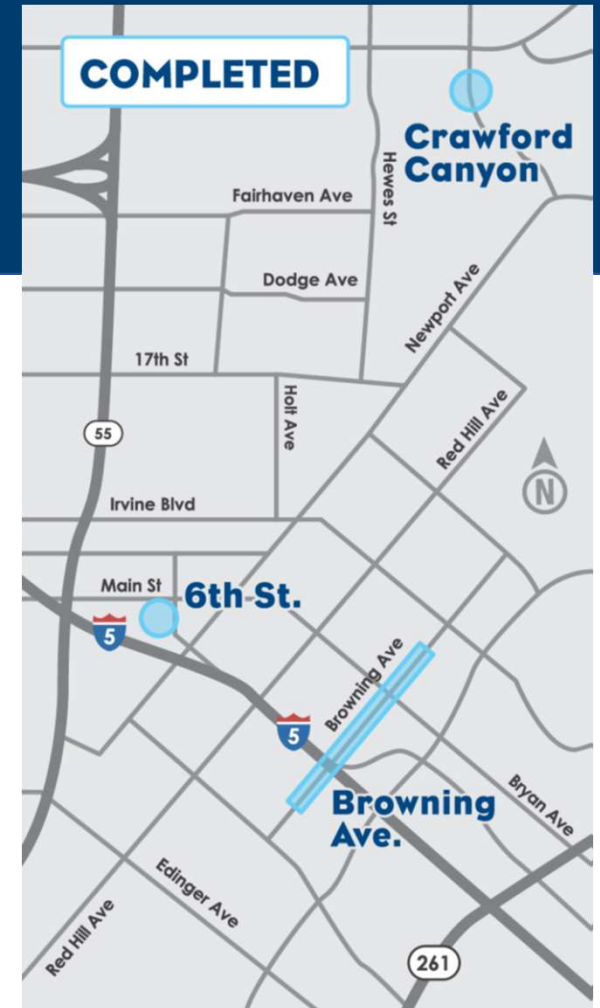 COMPLETED
Crawford
Canyon
Hewes St
Fairhaven Ave
Dodge Ave
Newport Ave
17th St
Holt Ave
Red Hill Ave
55
N
Irvine Blvd
Main St
6th St.
5
Browning Ave
5
Browning
Ave.
Bryan Ave
Edinger Ave
Red Hill Ave
261